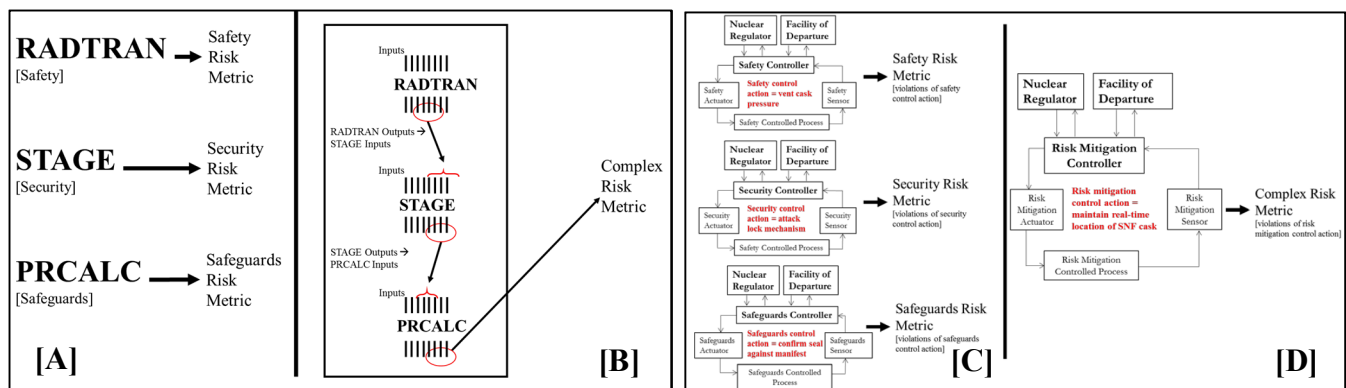 RADTRAN
[Safety]
Safety
Risk
Metric
STAGE
[Security]
Security
Risk
Metric
PRCALC
[Safeguards]
Safeguards
Risk
Metric
[A]
Inputs
RADTRAN
RADTRAN Outputs →
STAGE Inputs
Inputs
STAGE
STAGE Outputs →
PRCALC Inputs
Inputs
PRCALC
Complex
Risk
Metric
[B]
Nuclear
Regulator
Facility of
Departure
Safety Controller
Safety
Actuator
Safety control
action = vent cask
pressure
Safety
Sensor
Safety Controlled Process
Safety Risk
Metric
[violations of safety
control action]
Nuclear
Regulator
Facility of
Departure
Security Controller
Security
Actuator
Security control
action = attack
lock mechanism
Security
Sensor
Safety Controlled Process
Security Risk
Metric
[violations of security
control action]
Nuclear
Regulator
Facility of
Departure
Safeguards Controller
Safeguards
Actuator
Safeguards control
action = confirm seal
against manifest
Safeguards
Sensor
Safeguards Controlled
Process
Safeguards Risk
Metric
[violations of safeguards
control action]
[C]
Nuclear
Regulator
Facility of
Departure
Risk Mitigation
Controller
Risk
Mitigation
Actuator
Risk mitigation
control action =
maintain real-time
location of SNF cask
Risk
Mitigation
Sensor
Risk Mitigation
Controlled Process
Complex Risk
Metric
[violations of risk
mitigation control action]
[D]